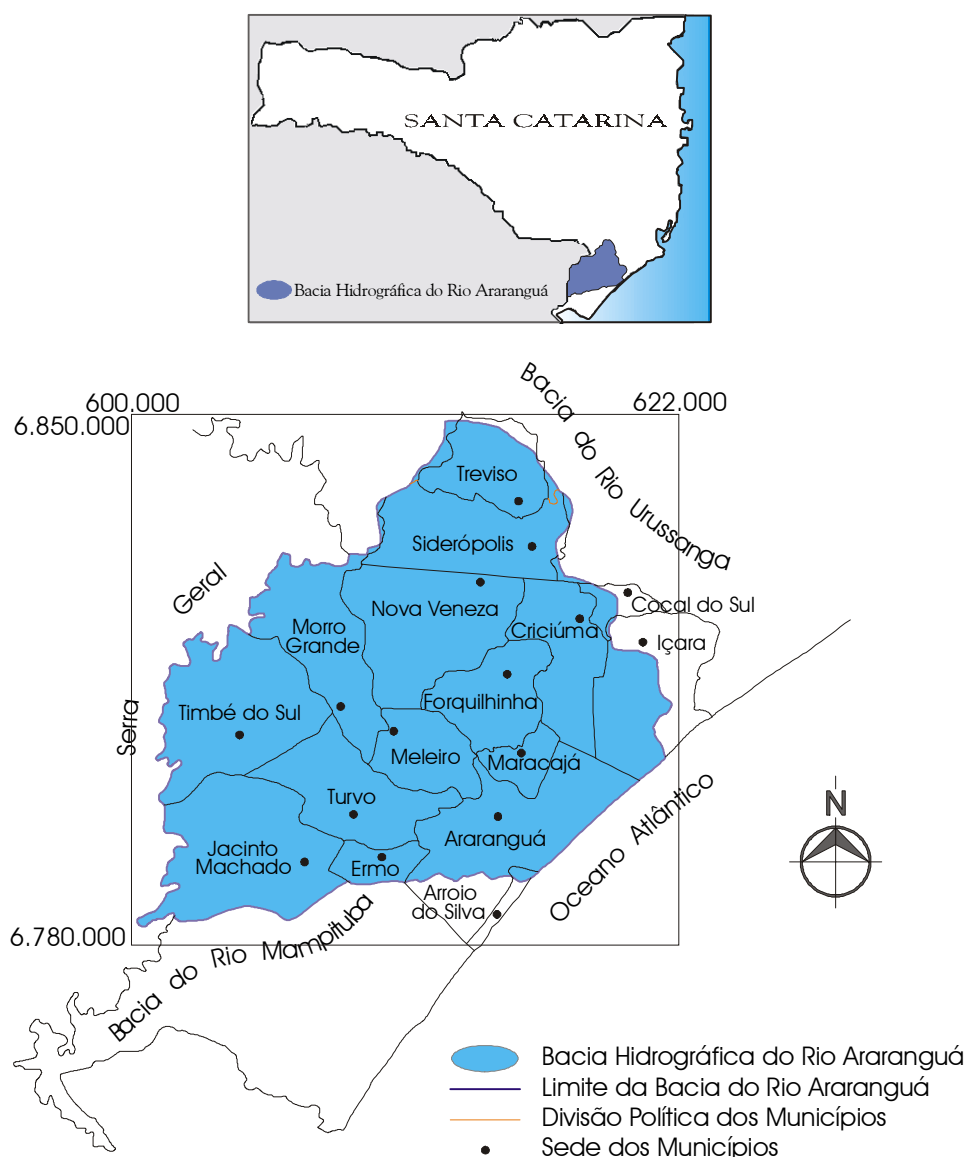 SANTA CATARINA
Bacia Hidrográfica do Rio Araranguá
Bacia do Rio Urussanga
600.000
622.000
6.850.000
Treviso
Siderópolis
Geral
Nova Veneza
Cocal do Sul
Criciúma
Içara
Morro
Grande
Forquilhinha
Timbé do Sul
Serra
Meleiro
Maracajá
Turvo
Araranguá
Oceano Atlântico
N
Jacinto
Machado
Ermo
Arroio
do Silva
6.780.000
Bacia do Rio Mampituba
Bacia Hidrográfica do Rio Araranguá
Limite da Bacia do Rio Araranguá
Divisão Política dos Municípios
Sede dos Municípios